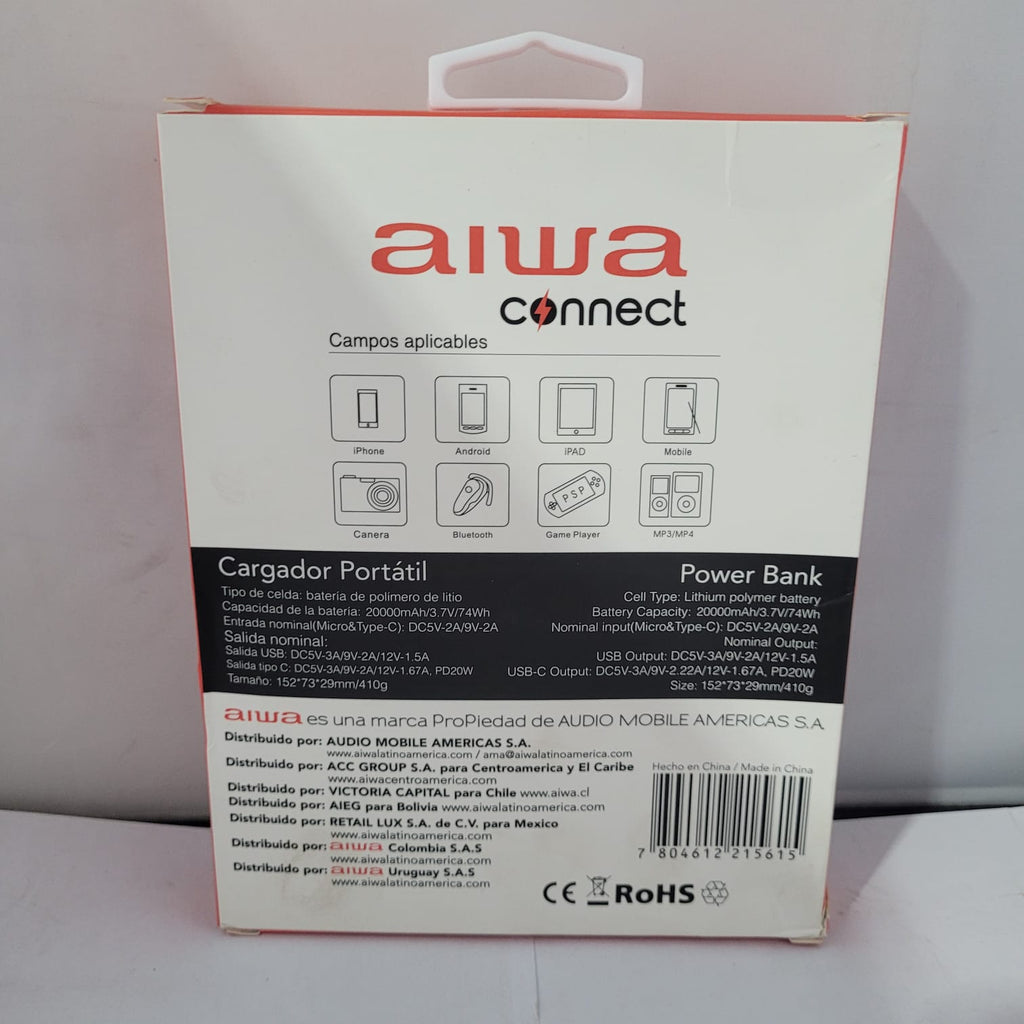 aiwa
connect
Campos aplicables
iPhone
Android
iPAD
Mobile
Canera
Bluetooth
PSP
Game Player
MP3/MP4
Cargador Portátil
Tipo de celda: batería de polimero de litio
Capacidad de la batería: 20000mAh/3.7V/74Wh
Entrada nominal(Micro&Type-C): DC5V-2A/9V-2A
Salida nominal:
Salida USB: DC5V-3A/9V-2A/12V-1.5A
Salida tipo C: DC5V-3A/9V-2A/12V-1.67A, PD20W
Tamaño: 152*73*29mm/410g
Power Bank
Cell Type: Lithium polymer battery
Battery Capacity: 20000mAh/3.7V/74Wh
Nominal input(Micro&Type-C): DC5V-2A/9V-2A
Nominal Output:
USB Output: DC5V-3A/9V-2A/12V-1.5A
USB-C Output: DC5V-3A/9V-2.22A/12V-1.67A, PD20W
Size: 152*73*29mm/410g
aiwa es una marca ProPiedad de AUDIO MOBILE AMERICAS S.A.
Distribuido por: AUDIO MOBILE AMERICAS S.A.
www.aiwalatinoamerica.com / ama@aiwalatinoamerica.com
Distribuido por: ACC GROUP S.A. para Centroamerica y El Caribe
www.aiwacentroamerica.com
Distribuido por: VICTORIA CAPITAL para Chile www.aiwa.cl
Distribuido por: AIEG para Bolivia www.aiwalatinoamerica.com
Distribuido por: RETAIL LUX S.A. de C.V. para Mexico
www.aiwalatinoamerica.com
Distribuido por: aiwa Colombia S.A.S
www.aiwalatinoamerica.com
Distribuido por: aiwa Uruguay S.A.S
www.aiwalatinoamerica.com
Hecho en China / Made in China
7 804612 215615
CE RoHS